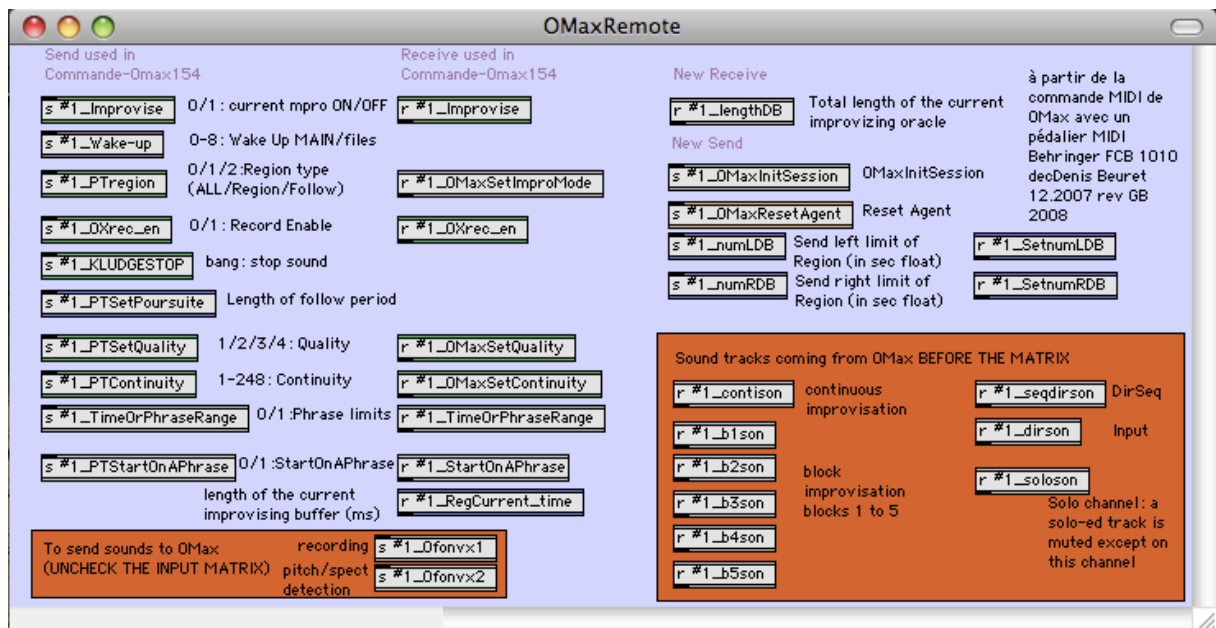 OMaxRemote
Send used in
Commande-Omax154
Receive used in
Commande-Omax154
s #1_Improvise
0/1 : current mpro ON/OFF
r #1_Improvise
s #1_Wake-up
0-8: Wake Up MAIN/files
s #1_PTregion
0/1/2:Region type
(ALL/Region/Follow)
r #1_OMaxSetImproMode
s #1_OXrec_en
0/1 : Record Enable
r #1_OXrec_en
s #1_KLUDGESTOP
bang: stop sound
s #1_PTSetPoursuite
Length of follow period
s #1_PTSetQuality
1/2/3/4: Quality
r #1_OMaxSetQuality
s #1_PTContinuity
1-248: Continuity
r #1_OMaxSetContinuity
s #1_TimeOrPhraseRange
0/1 :Phrase limits
r #1_TimeOrPhraseRange
s #1_PTStartOnAPhrase
0/1 :StartOnAPhrase
r #1_StartOnAPhrase
length of the current
improvising buffer (ms)
r #1_RegCurrent_time
To send sounds to OMax
(UNCHECK THE INPUT MATRIX)
recording
s #1_Ofonvx1
pitch/spect
detection
s #1_Ofonvx2
New Receive
r #1_lengthDB
Total length of the current
improvizing oracle
New Send
s #1_OMaxInitSession
OMaxInitSession
s #1_OMaxResetAgent
Reset Agent
s #1_numLDB
Send left limit of
Region (in sec float)
r #1_SetnumLDB
s #1_numRDB
Send right limit of
Region (in sec float)
r #1_SetnumRDB
à partir de la
commande MIDI de
OMax avec un
pédalier MIDI
Behringer FCB 1010
decDenis Beuret
12.2007 rev GB
2008
Sound tracks coming from OMax BEFORE THE MATRIX
r #1_contison
continuous
improvisation
r #1_b1son
r #1_b2son
r #1_b3son
r #1_b4son
r #1_b5son
block
improvisation
blocks 1 to 5
r #1_seqdirson
DirSeq
r #1_dirson
Input
r #1_soloson
Solo channel: a
solo-ed track is
muted except on
this channel